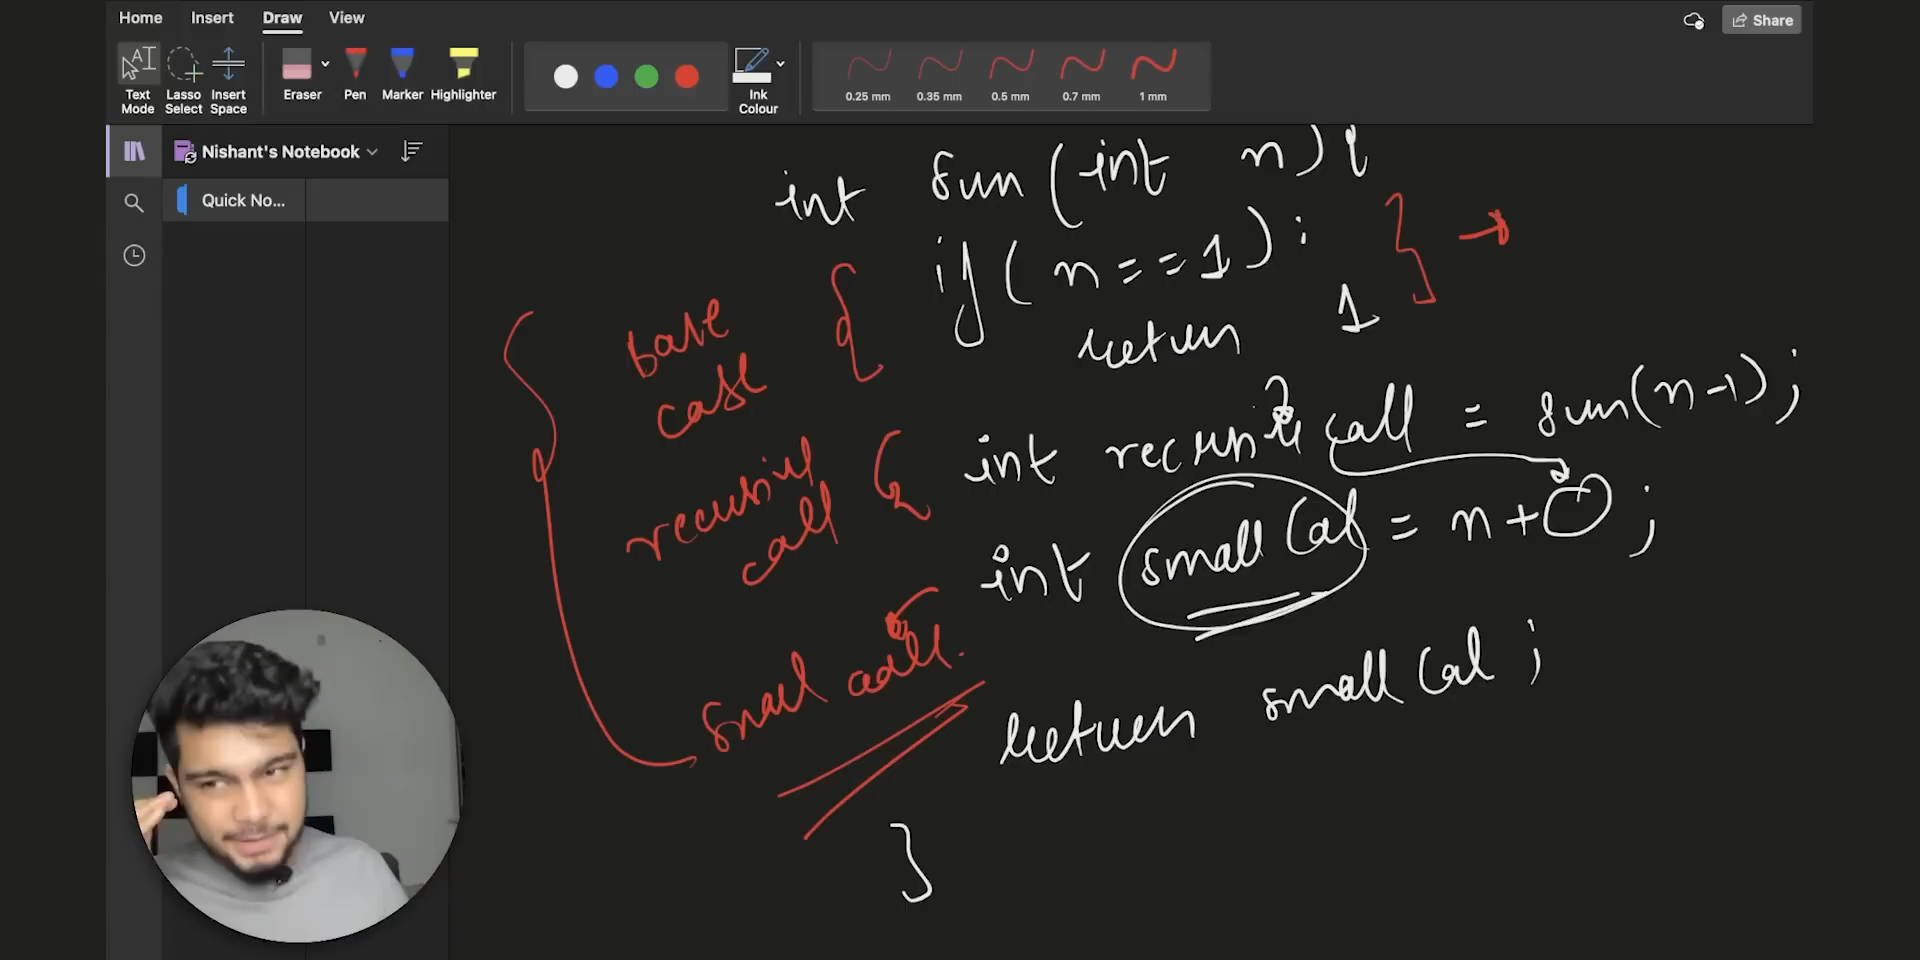 Home Insert Draw View
Share
Text Mode
Lasso Select
Insert Space
Eraser
Pen
Marker
Highlighter
Ink Colour
0.25 mm
0.35 mm
0.5 mm
0.7 mm
1 mm
Nishant's Notebook
Quick No...
int sum (int n) {
if ( n == 1 ) ;
return 1
base case
int recursive call = sum(n-1);
recursive call
int small Cal = n + ;
small call.
return small Cal ;
}